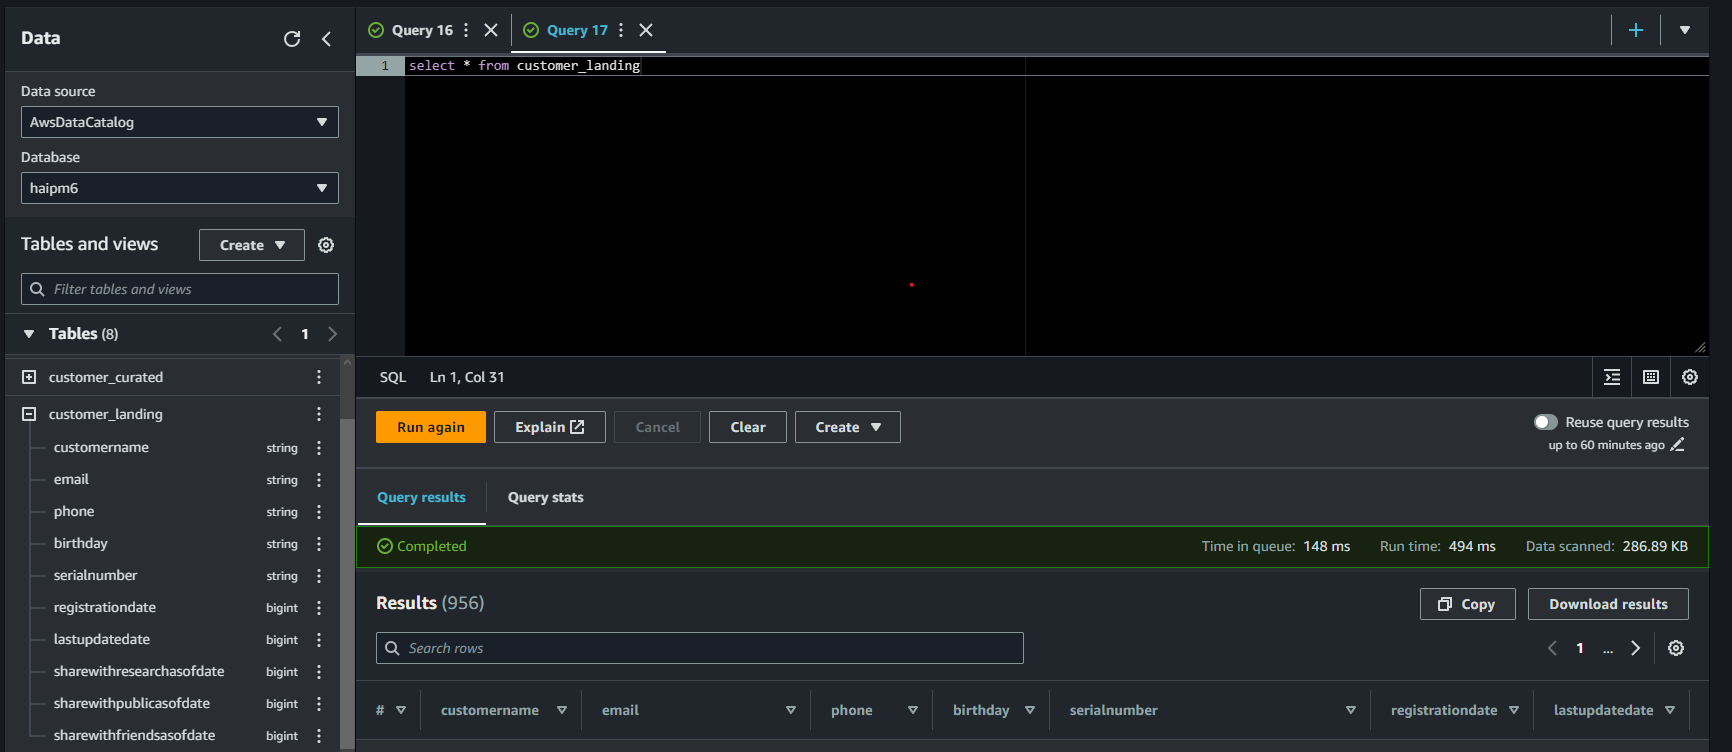 Data
Data source
AwsDataCatalog
Database
haipm6
Tables and views
Create
Filter tables and views
Tables (8)
1
customer_curated
customer_landing
customername string
email string
phone string
birthday string
serialnumber string
registrationdate bigint
lastupdatedate bigint
sharewithresearchasofdate bigint
sharewithpublicasofdate bigint
sharewithfriendsasofdate bigint
Query 16
Query 17
1 select * from customer_landing
SQL Ln 1, Col 31
Run again Explain Cancel Clear Create
Reuse query results
up to 60 minutes ago
Query results Query stats
Completed Time in queue: 148 ms Run time: 494 ms Data scanned: 286.89 KB
Results (956)
Copy Download results
Search rows
1 ...
# customername email phone birthday serialnumber registrationdate lastupdatedate